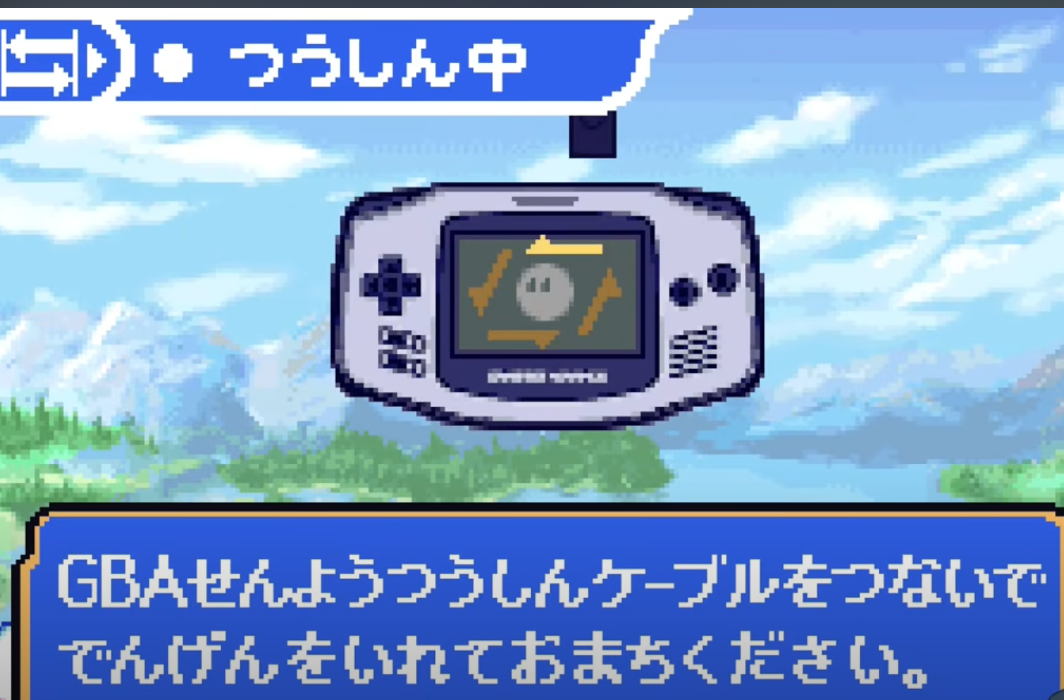 つうしん中
GBAせんようつうしんケーブルをつないで
でんげんをいれておまちください。